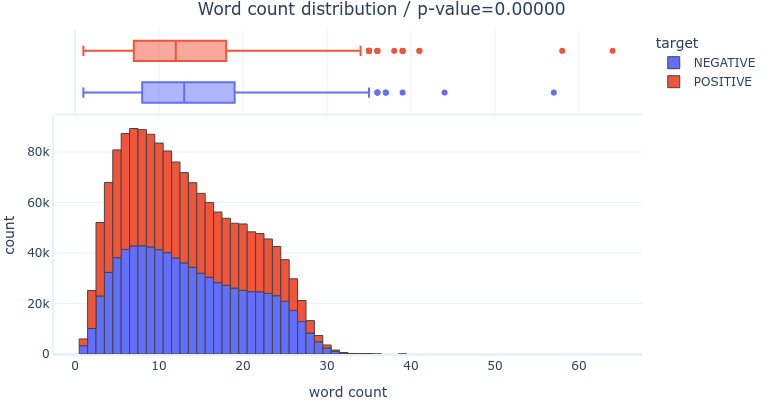 Word count distribution / p-value=0.00000
target
NEGATIVE
POSITIVE
80k
60k
40k
20k
0
count
0 10 20 30 40 50 60
word count